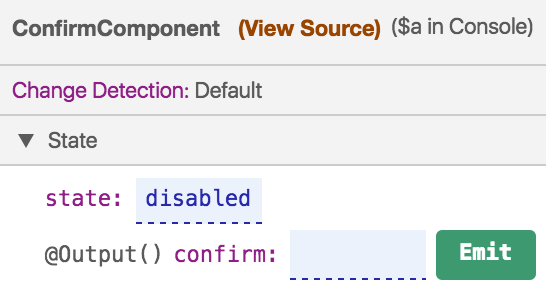 ConfirmComponent (View Source) ($a in Console)
Change Detection: Default
▼ State
state: disabled
@Output() confirm: Emit